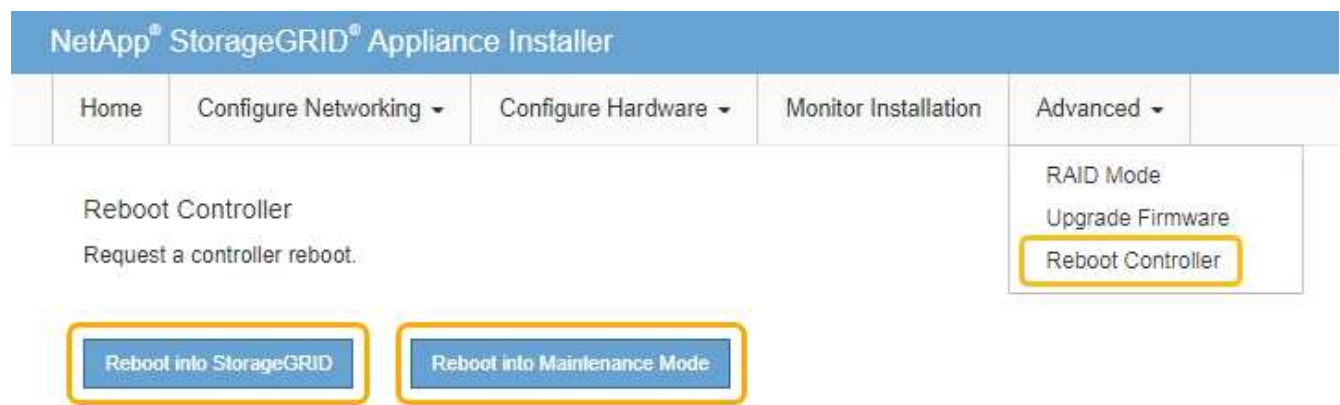 NetApp® StorageGRID® Appliance Installer
Home Configure Networking Configure Hardware Monitor Installation Advanced
RAID Mode
Upgrade Firmware
Reboot Controller
Reboot Controller
Request a controller reboot.
Reboot into StorageGRID Reboot into Maintenance Mode